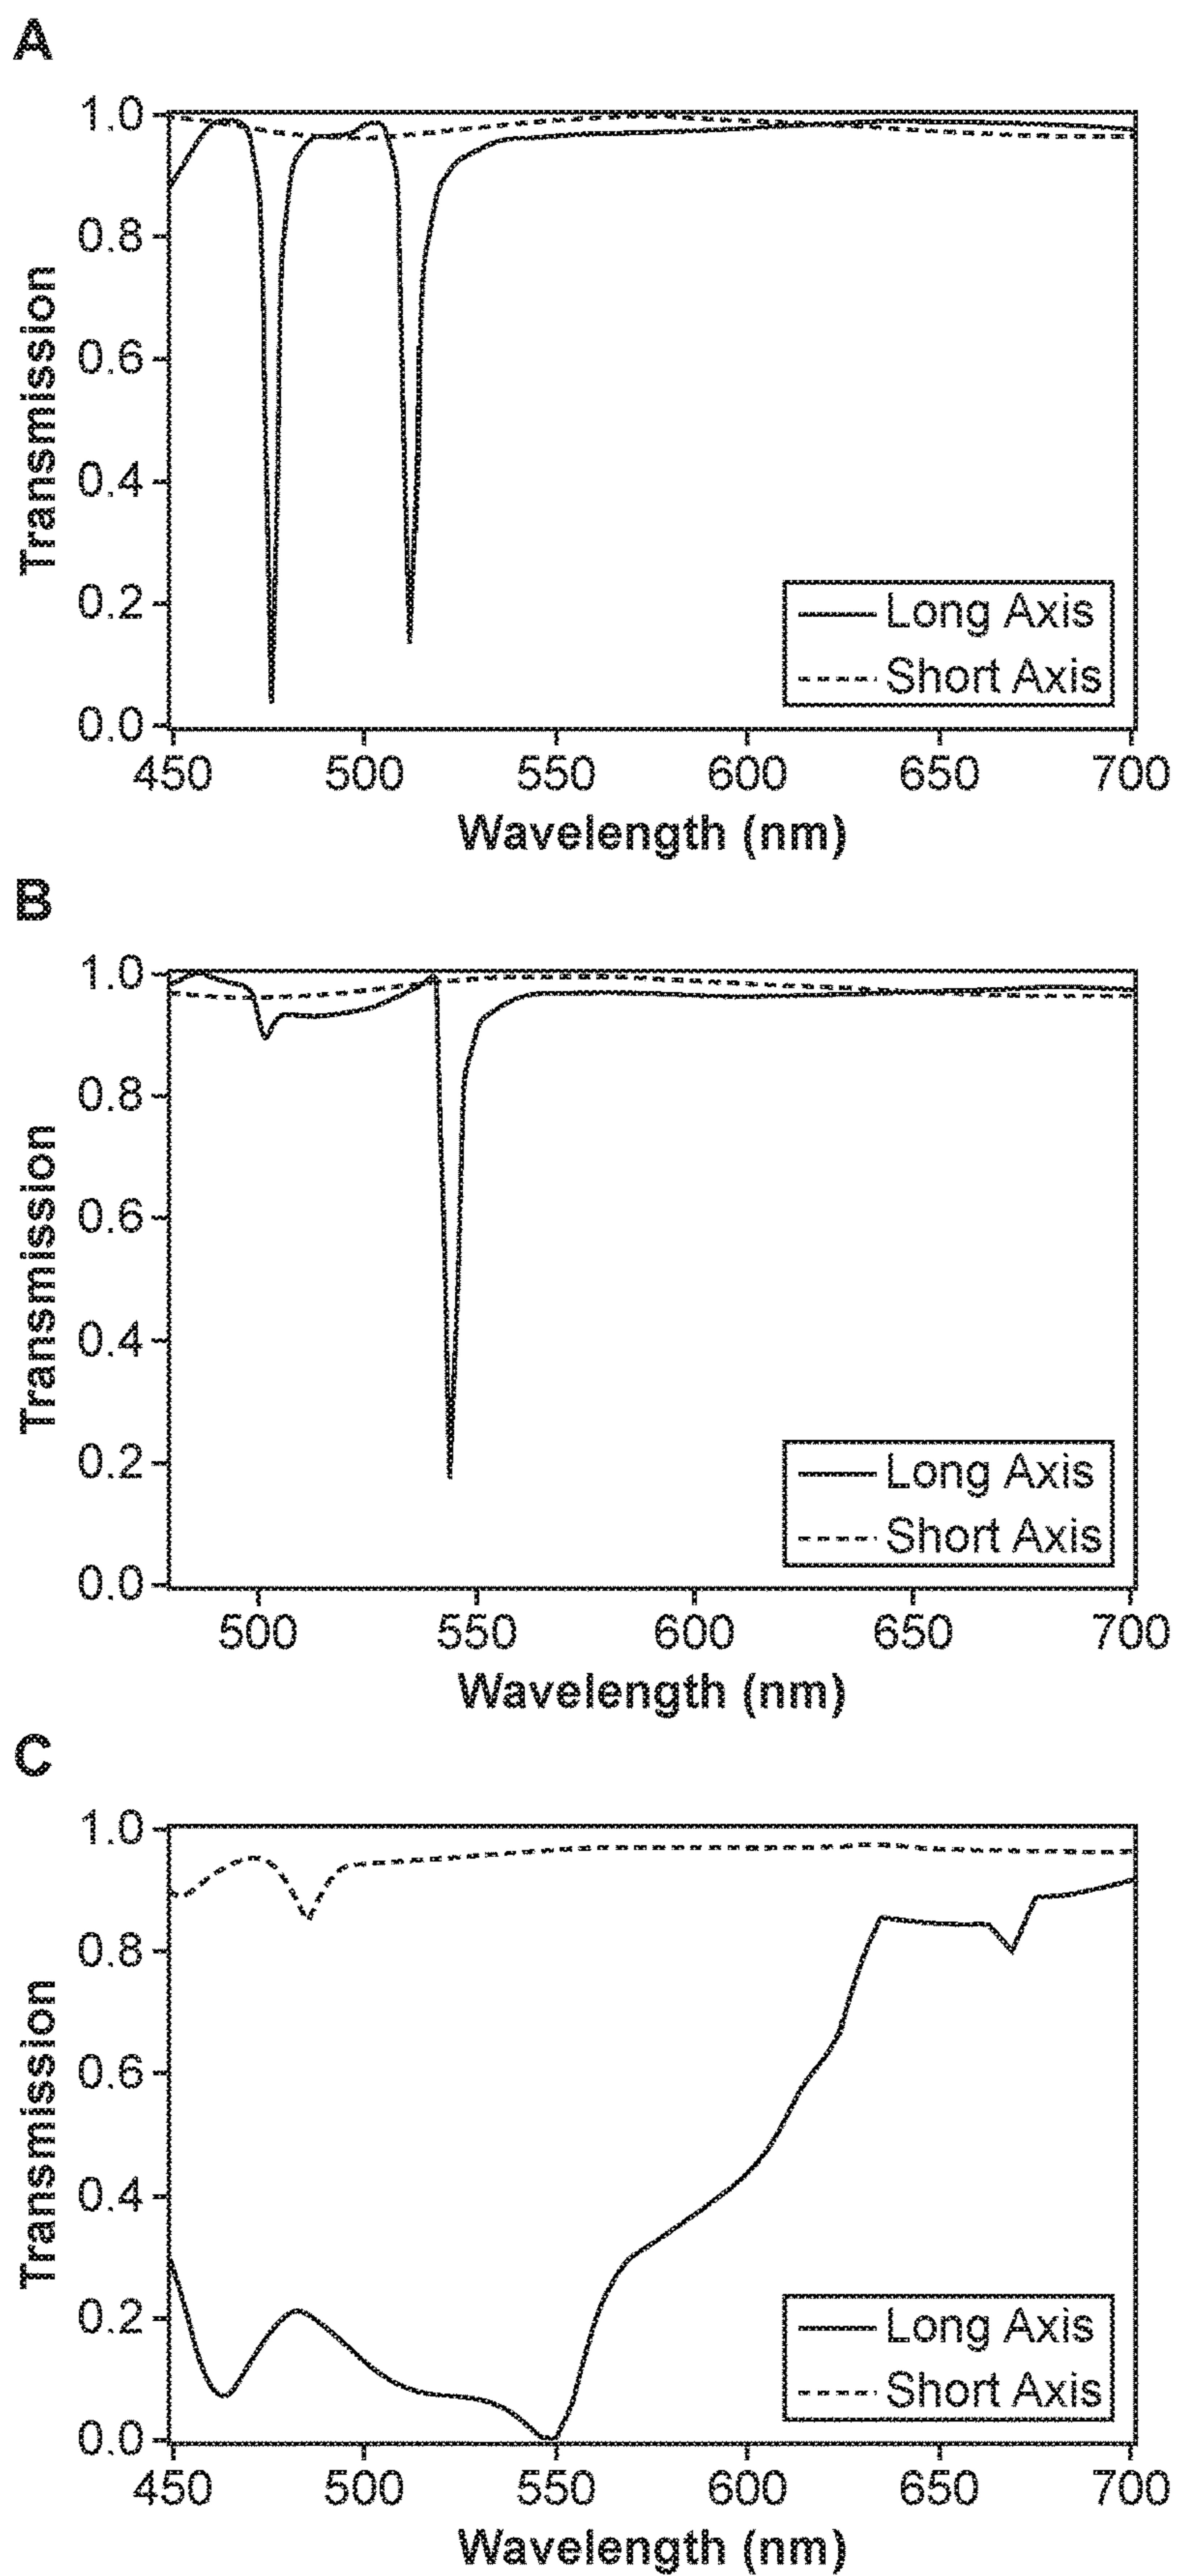 A
1.0
0.8
0.6
0.4
0.2
0.0
Transmission
Long Axis
Short Axis
450 500 550 600 650 700
Wavelength (nm)
B
1.0
0.8
0.6
0.4
0.2
0.0
Transmission
Long Axis
Short Axis
500 550 600 650 700
Wavelength (nm)
C
1.0
0.8
0.6
0.4
0.2
0.0
Transmission
Long Axis
Short Axis
450 500 550 600 650 700
Wavelength (nm)